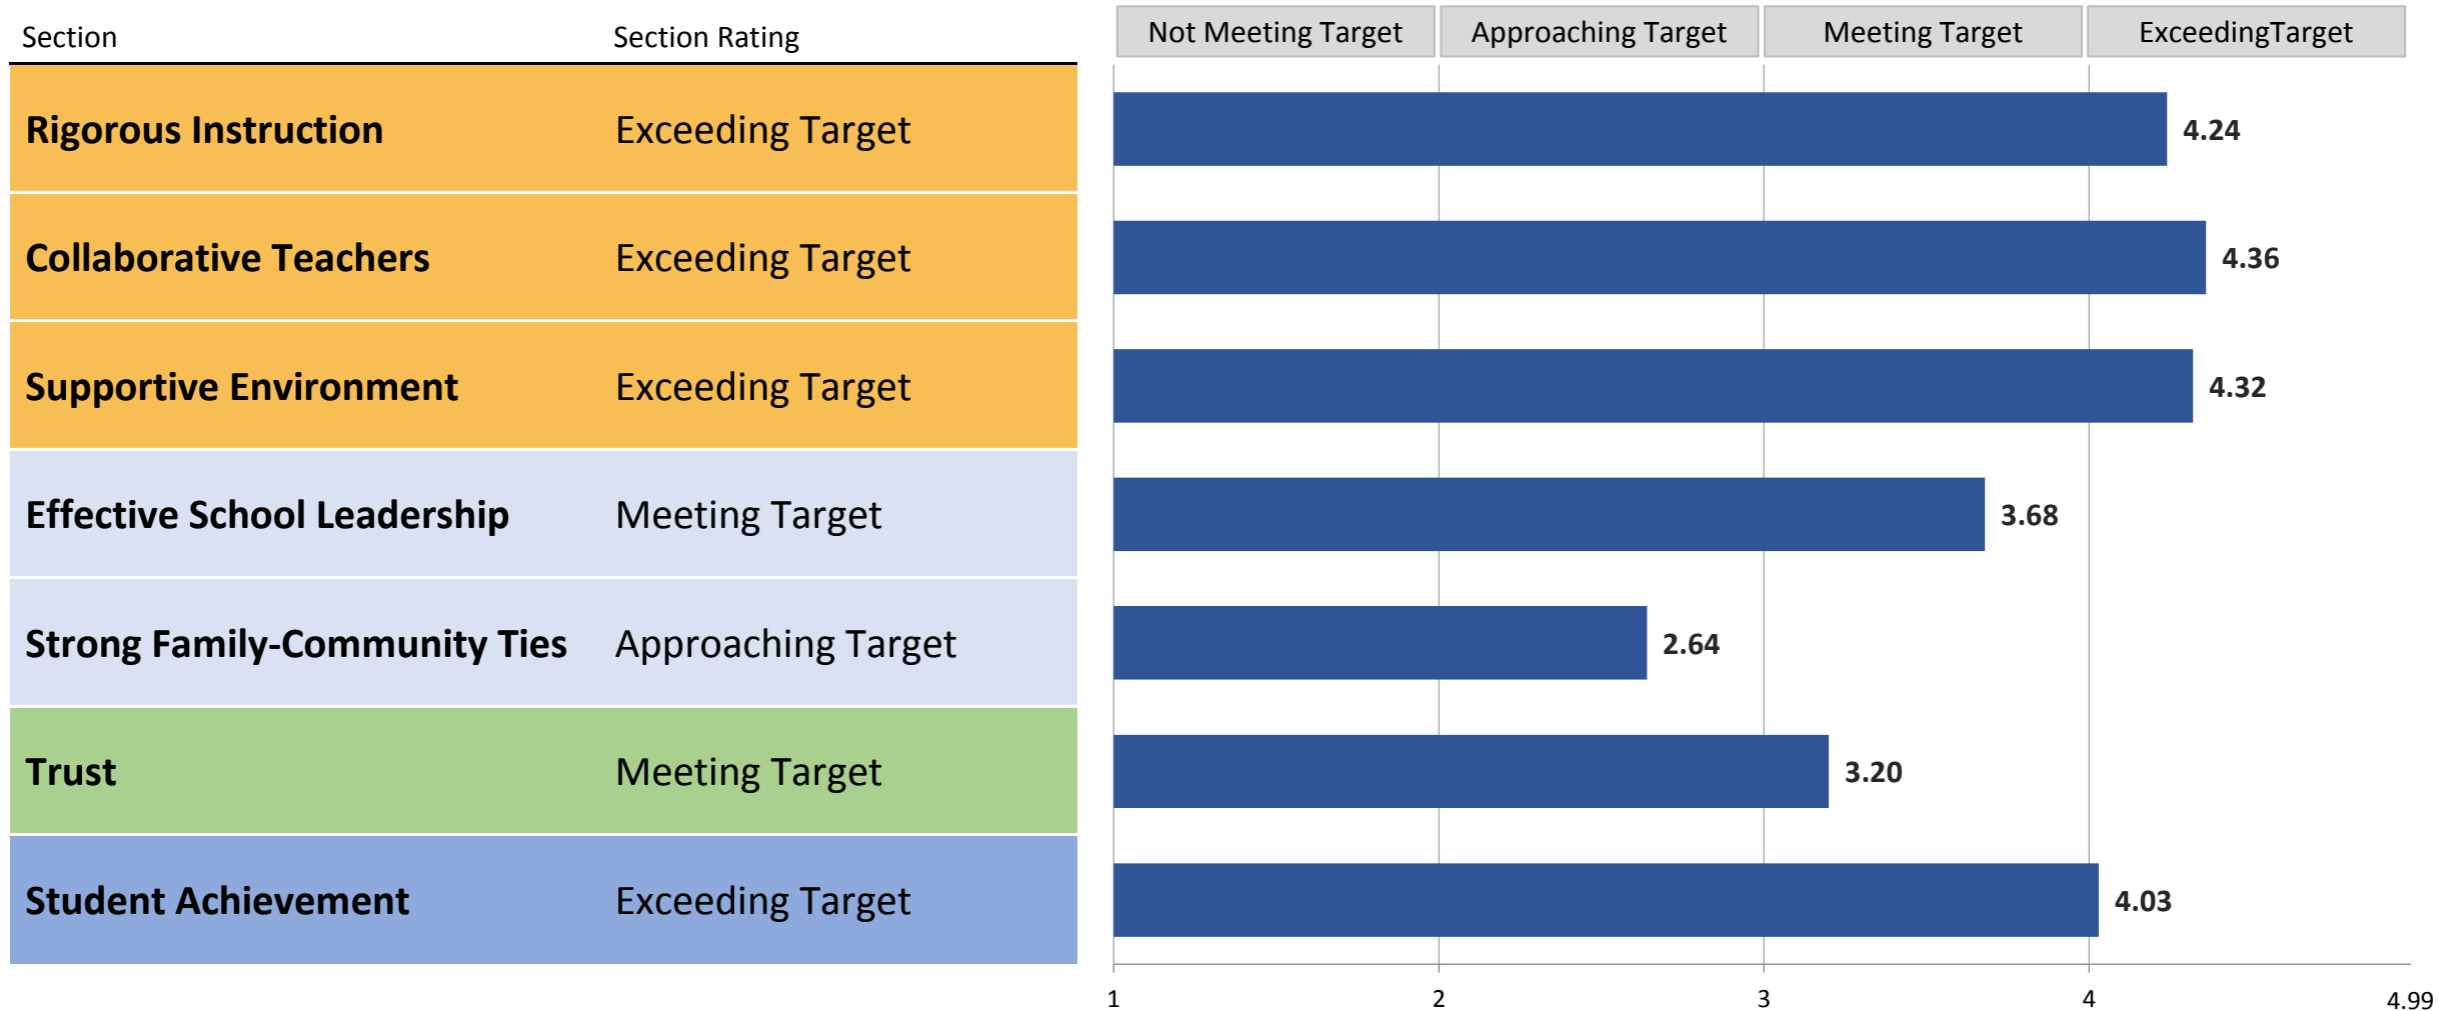 Section Section Rating Not Meeting Target Approaching Target Meeting Target ExceedingTarget
Rigorous Instruction Exceeding Target 4.24
Collaborative Teachers Exceeding Target 4.36
Supportive Environment Exceeding Target 4.32
Effective School Leadership Meeting Target 3.68
Strong Family-Community Ties Approaching Target 2.64
Trust Meeting Target 3.20
Student Achievement Exceeding Target 4.03
1 2 3 4 4.99